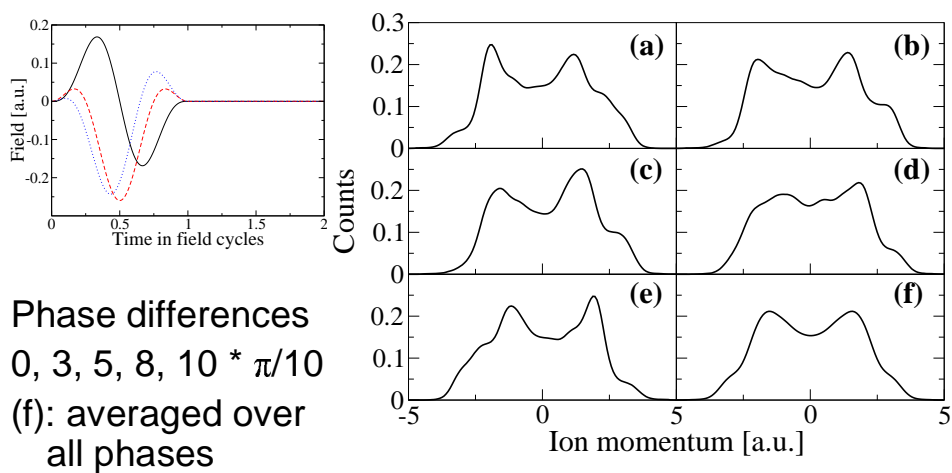 0.2
0.1
0
-0.1
-0.2
Field [a.u.]
0 0.5 1 1.5 2
Time in field cycles
Phase differences
0, 3, 5, 8, 10 * π/10
(f): averaged over
all phases
0.3
0.2
0.1
0
0.2
0.1
0
0.2
0.1
0
Counts
(a)
(b)
(c)
(d)
(e)
(f)
-5 0 5 0 5
Ion momentum [a.u.]